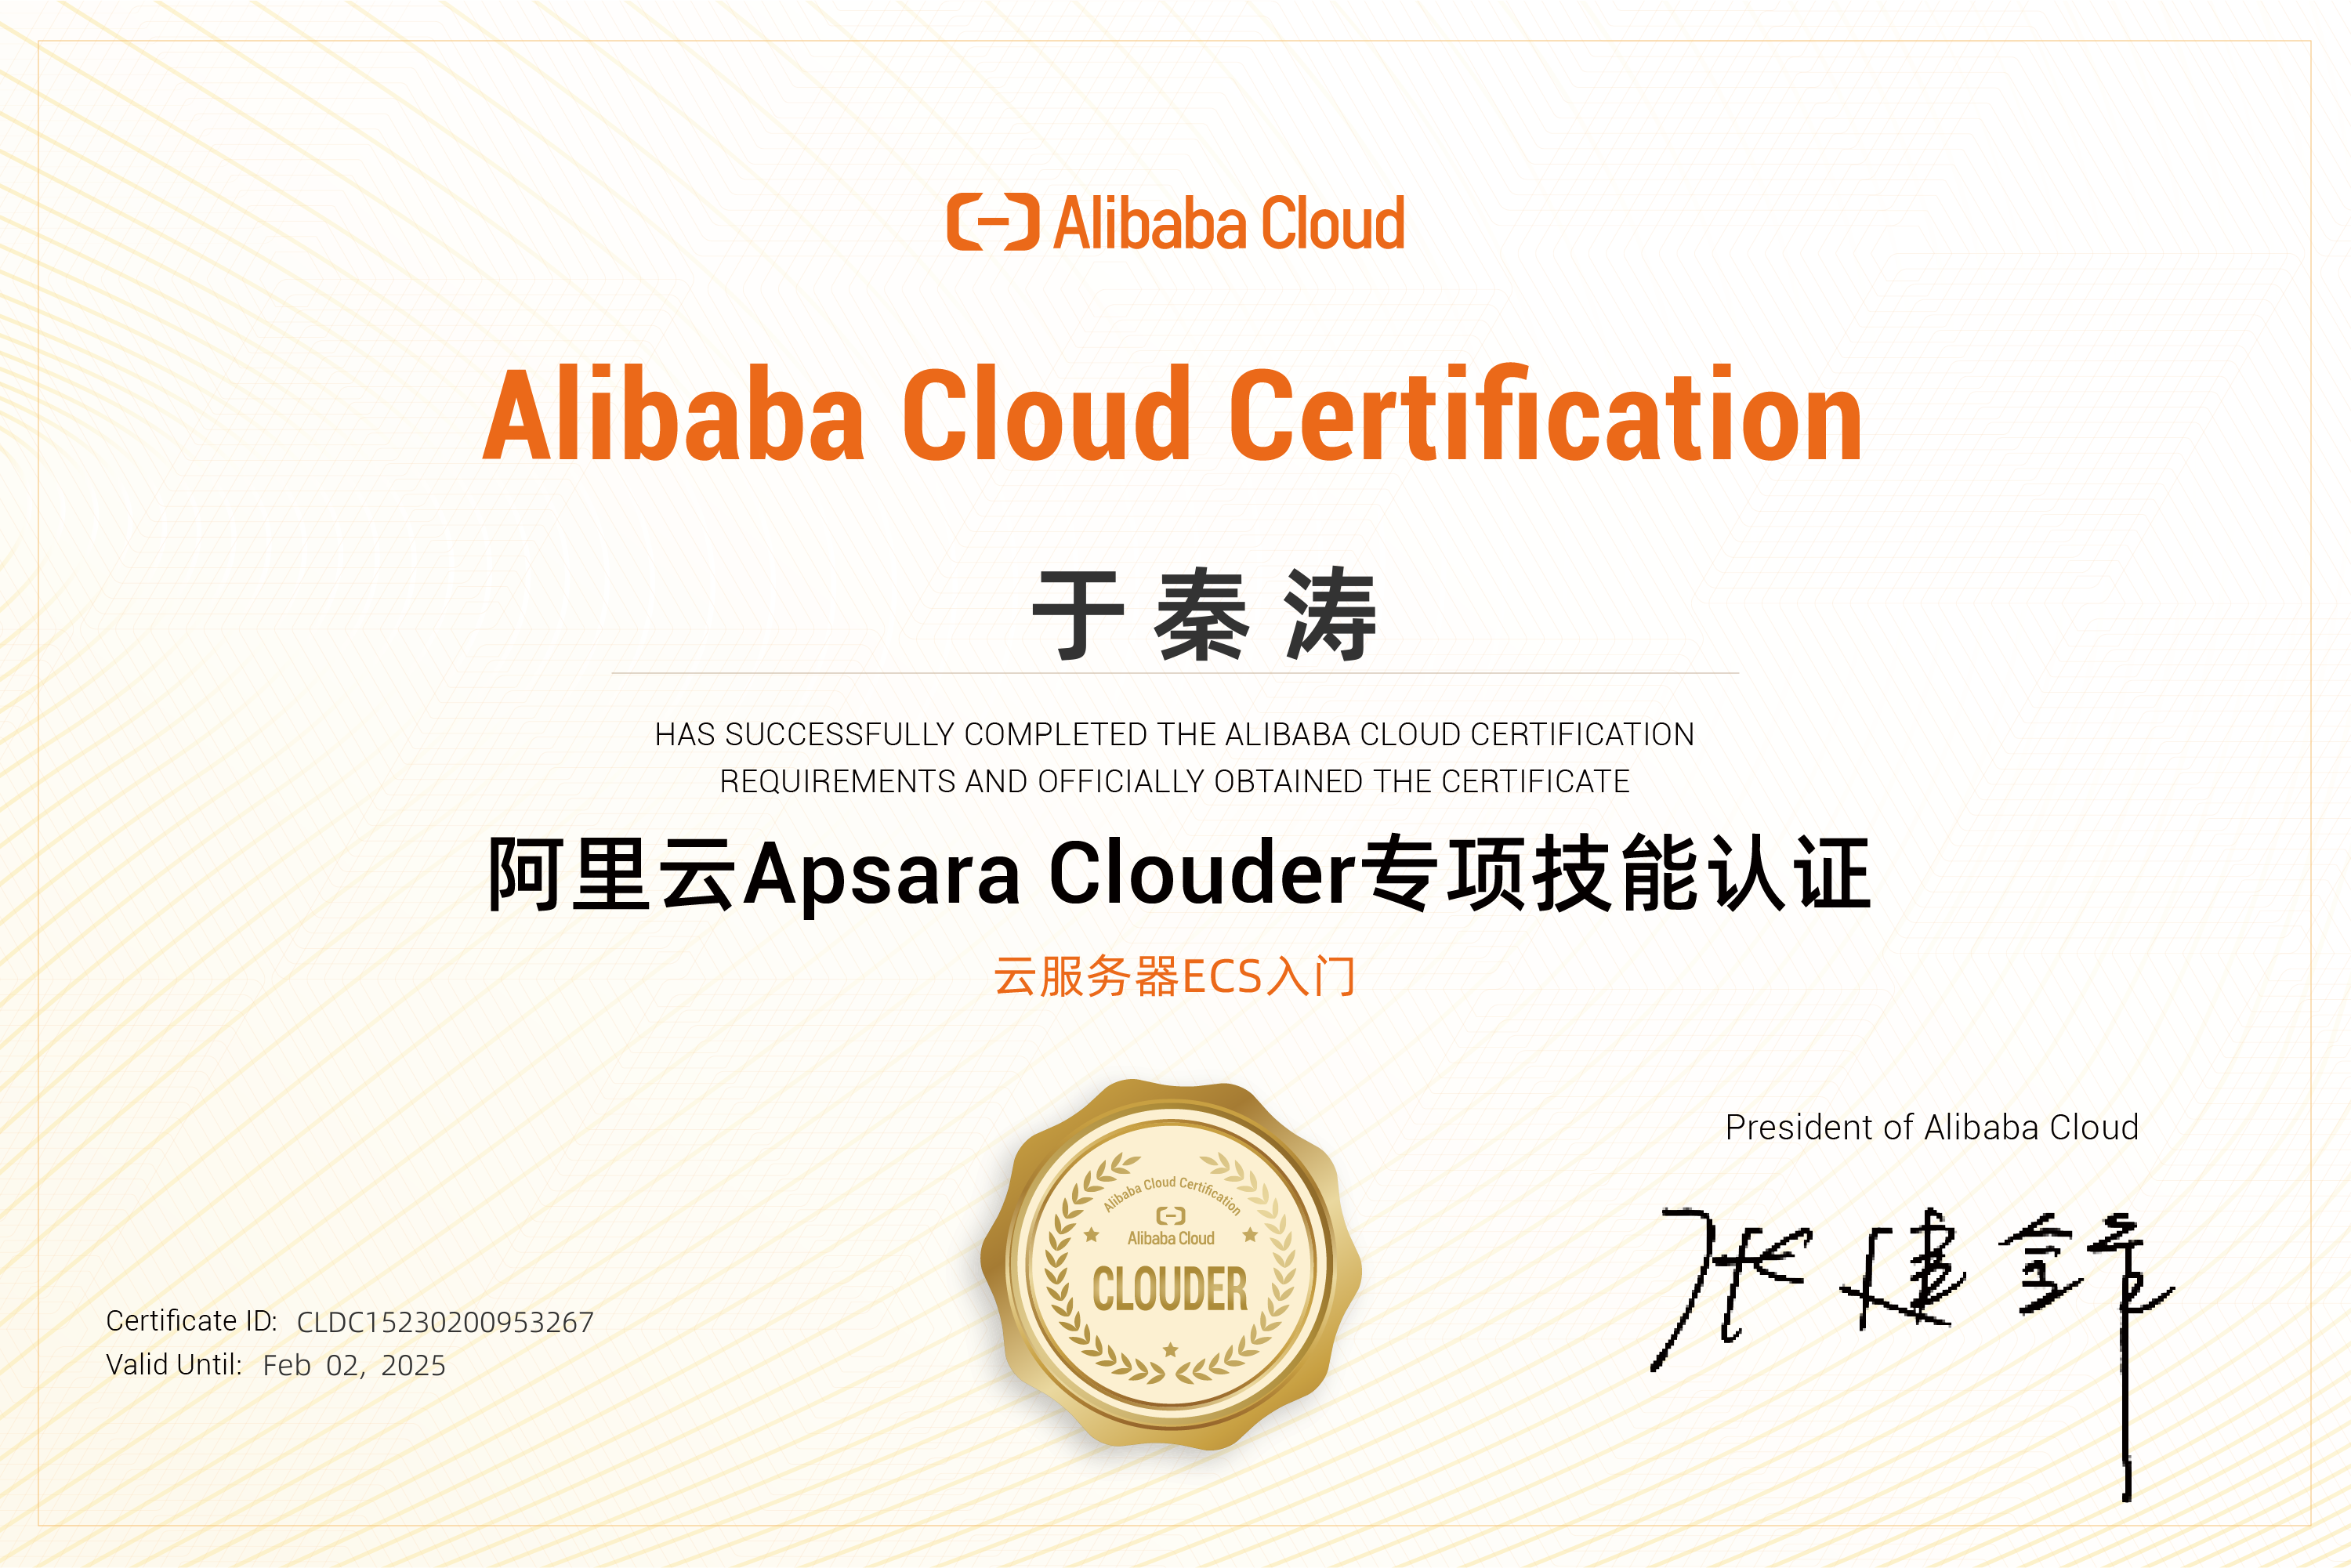 Alibaba Cloud
Alibaba Cloud Certification
于秦涛
HAS SUCCESSFULLY COMPLETED THE ALIBABA CLOUD CERTIFICATION
REQUIREMENTS AND OFFICIALLY OBTAINED THE CERTIFICATE
阿里云Apsara Clouder专项技能认证
云服务器ECS入门
Alibaba Cloud Certification
Alibaba Cloud
CLOUDER
President of Alibaba Cloud
Certificate ID: CLDC15230200953267
Valid Until: Feb 02, 2025